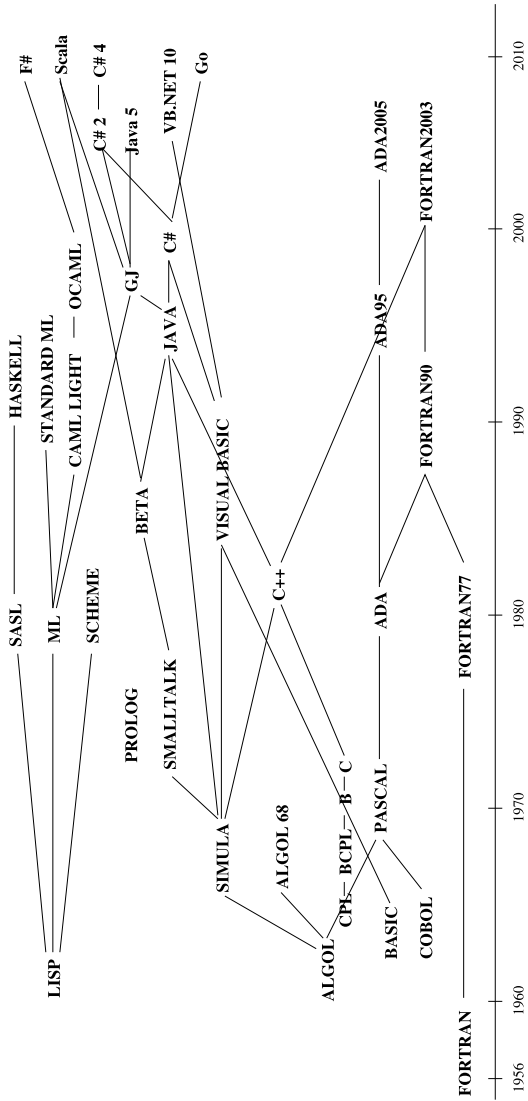 F#
Scala
C# 2 — C# 4
Java 5
VB.NET 10
Go
HASKELL
STANDARD ML
CAML LIGHT — OCAML
GJ
C#
JAVA
ADA2005
FORTRAN2003
ADA95
FORTRAN90
SASL
ML
SCHEME
BETA
VISUAL BASIC
C++
ADA
FORTRAN77
PROLOG
SMALLTALK
SIMULA
ALGOL 68
CPL— BCPL— B — C
PASCAL
LISP
ALGOL
BASIC
COBOL
FORTRAN
1956
1960
1970
1980
1990
2000
2010